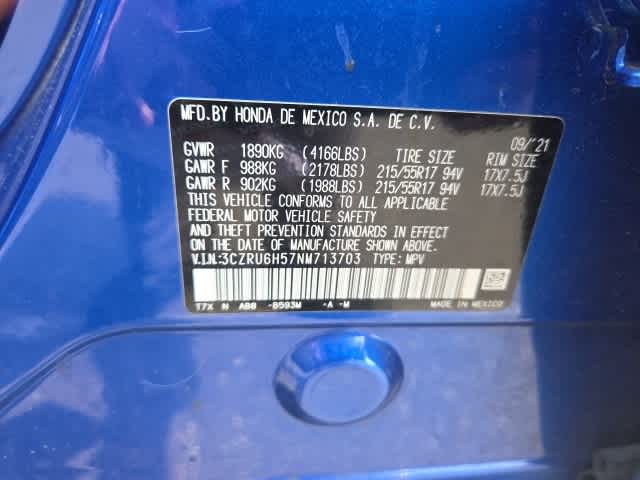 MFD.BY HONDA DE MEXICO S.A. DE C.V.
09/'21
GVWR 1890KG (4166LBS) TIRE SIZE RIM SIZE
GAWR F 988KG (2178LBS) 215/55R17 94V 17X7.5J
GAWR R 902KG (1988LBS) 215/55R17 94V 17X7.5J
THIS VEHICLE CONFORMS TO ALL APPLICABLE
FEDERAL MOTOR VEHICLE SAFETY
AND THEFT PREVENTION STANDARDS IN EFFECT
ON THE DATE OF MANUFACTURE SHOWN ABOVE.
V.I.N.:3CZRU6H57NM713703 TYPE: MPV
T7X N AB8 -B593M -A -M MADE IN MEXICO